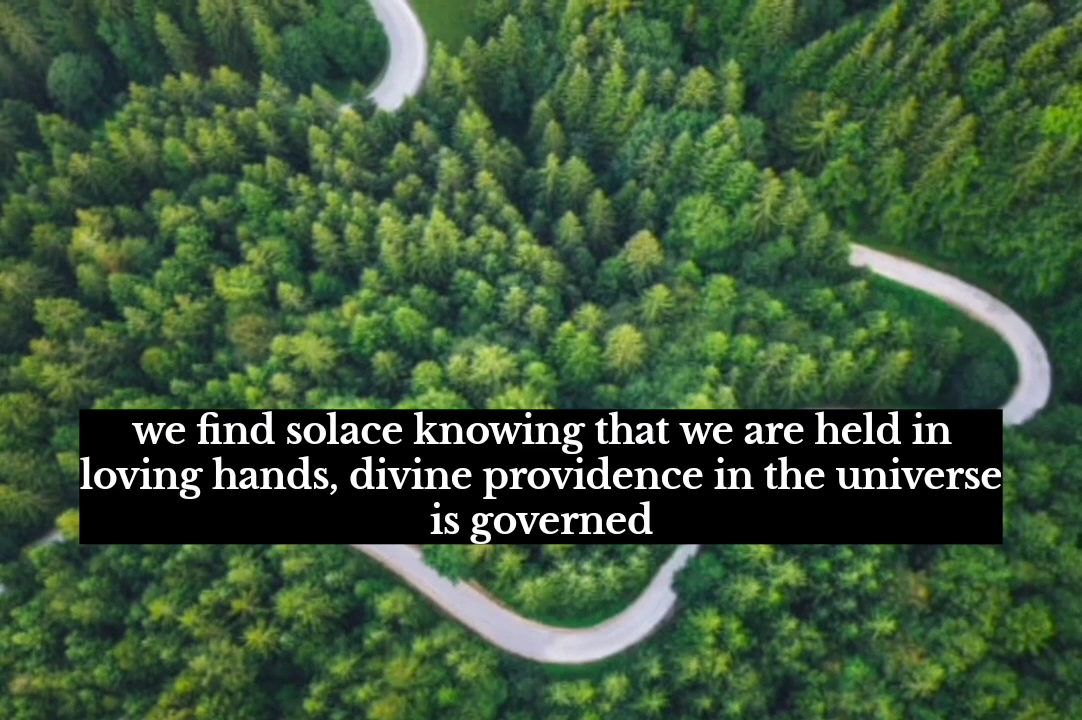 we find solace knowing that we are held in
loving hands, divine providence in the universe
is governed